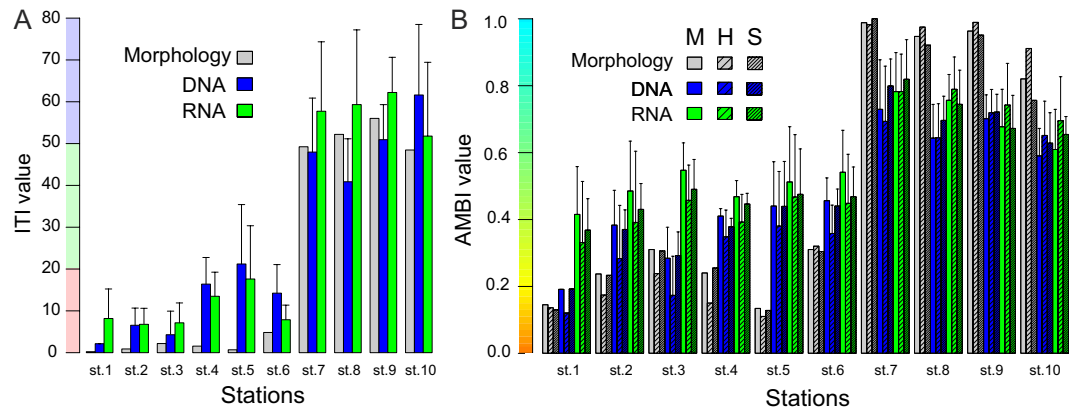 A
80
70
60
50
40
30
20
10
0
ITI value
Morphology
DNA
RNA
st.1 st.2 st.3 st.4 st.5 st.6 st.7 st.8 st.9 st.10
Stations
B
1.0
0.8
0.6
0.4
0.2
0.0
AMBI value
M H S
Morphology
DNA
RNA
st.1 st.2 st.3 st.4 st.5 st.6 st.7 st.8 st.9 st.10
Stations